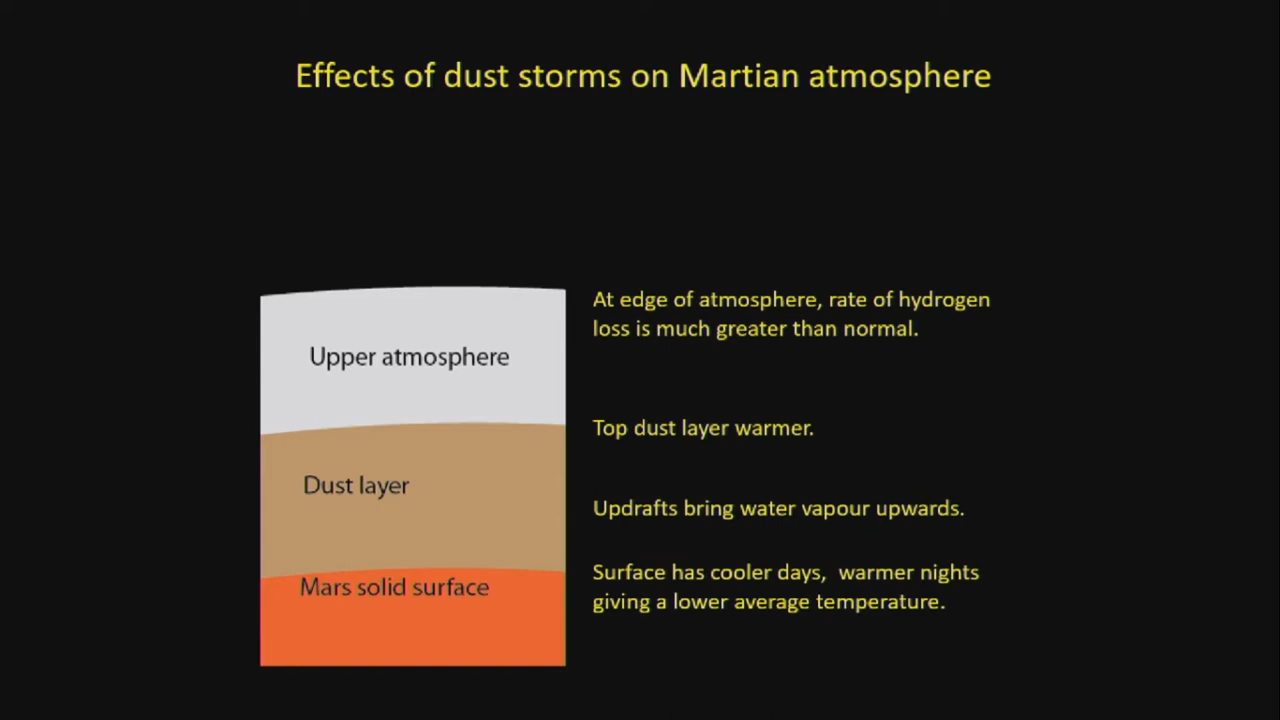 Effects of dust storms on Martian atmosphere
At edge of atmosphere, rate of hydrogen
loss is much greater than normal.
Upper atmosphere
Top dust layer warmer.
Dust layer
Updrafts bring water vapour upwards.
Surface has cooler days,  warmer nights
giving a lower average temperature.
Mars solid surface